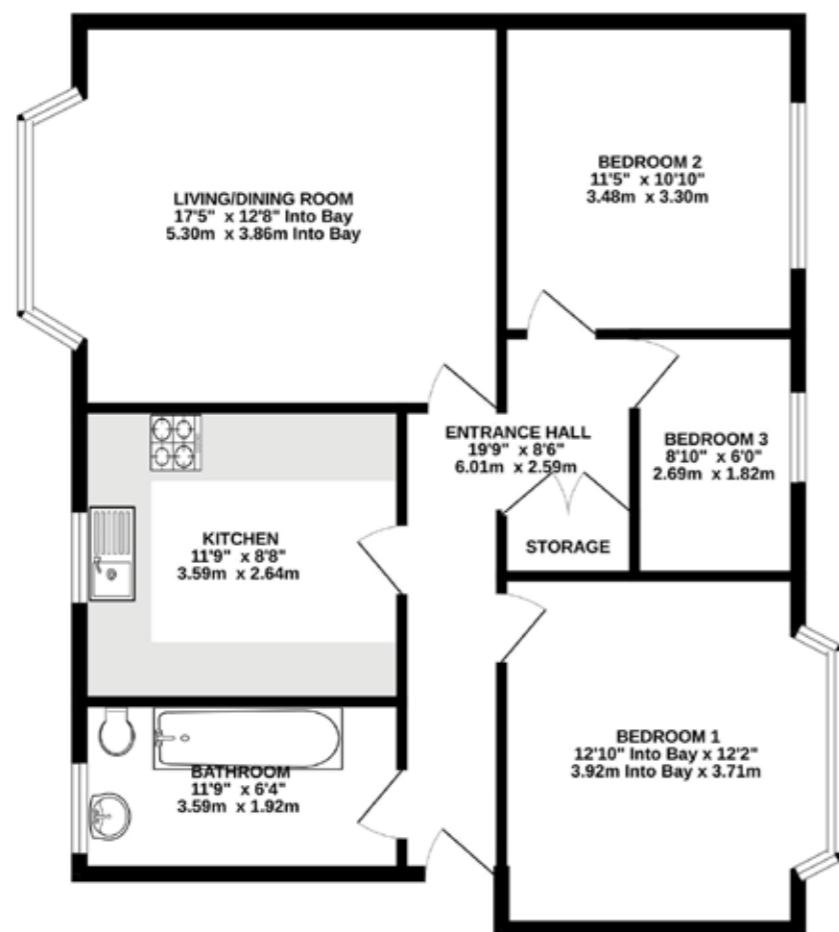 LIVING/DINING ROOM
17'5" x 12'8" Into Bay
5.30m x 3.86m Into Bay
BEDROOM 2
11'5" x 10'10"
3.48m x 3.30m
ENTRANCE HALL
19'9" x 8'6"
6.01m x 2.59m
BEDROOM 3
8'10" x 6'0"
2.69m x 1.82m
KITCHEN
11'9" x 8'8"
3.59m x 2.64m
STORAGE
BATHROOM
11'9" x 6'4"
3.59m x 1.92m
BEDROOM 1
12'10" Into Bay x 12'2"
3.92m Into Bay x 3.71m